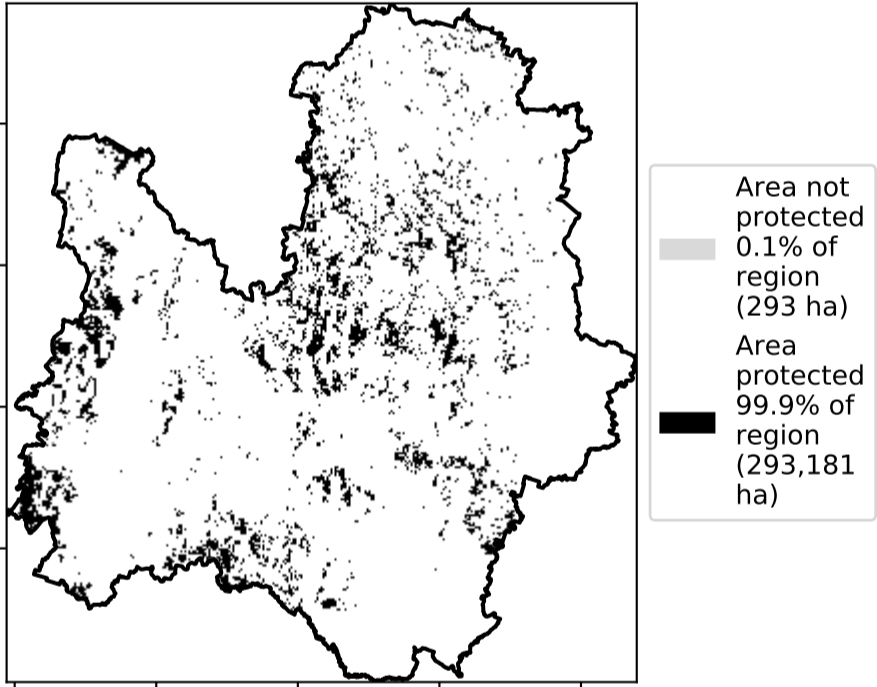 Area not
protected
0.1% of
region
(293 ha)
Area
protected
99.9% of
region
(293,181
ha)